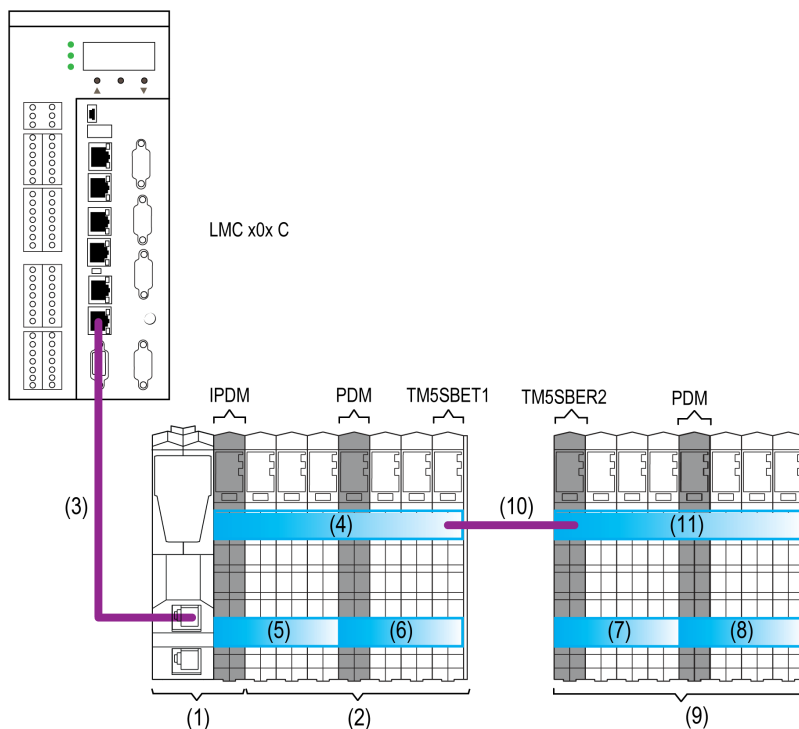 LMC x0x C
IPDM
PDM
TM5SBET1
TM5SBER2
PDM
(3)
(4)
(10)
(11)
(5)
(6)
(7)
(8)
(1)
(2)
(9)